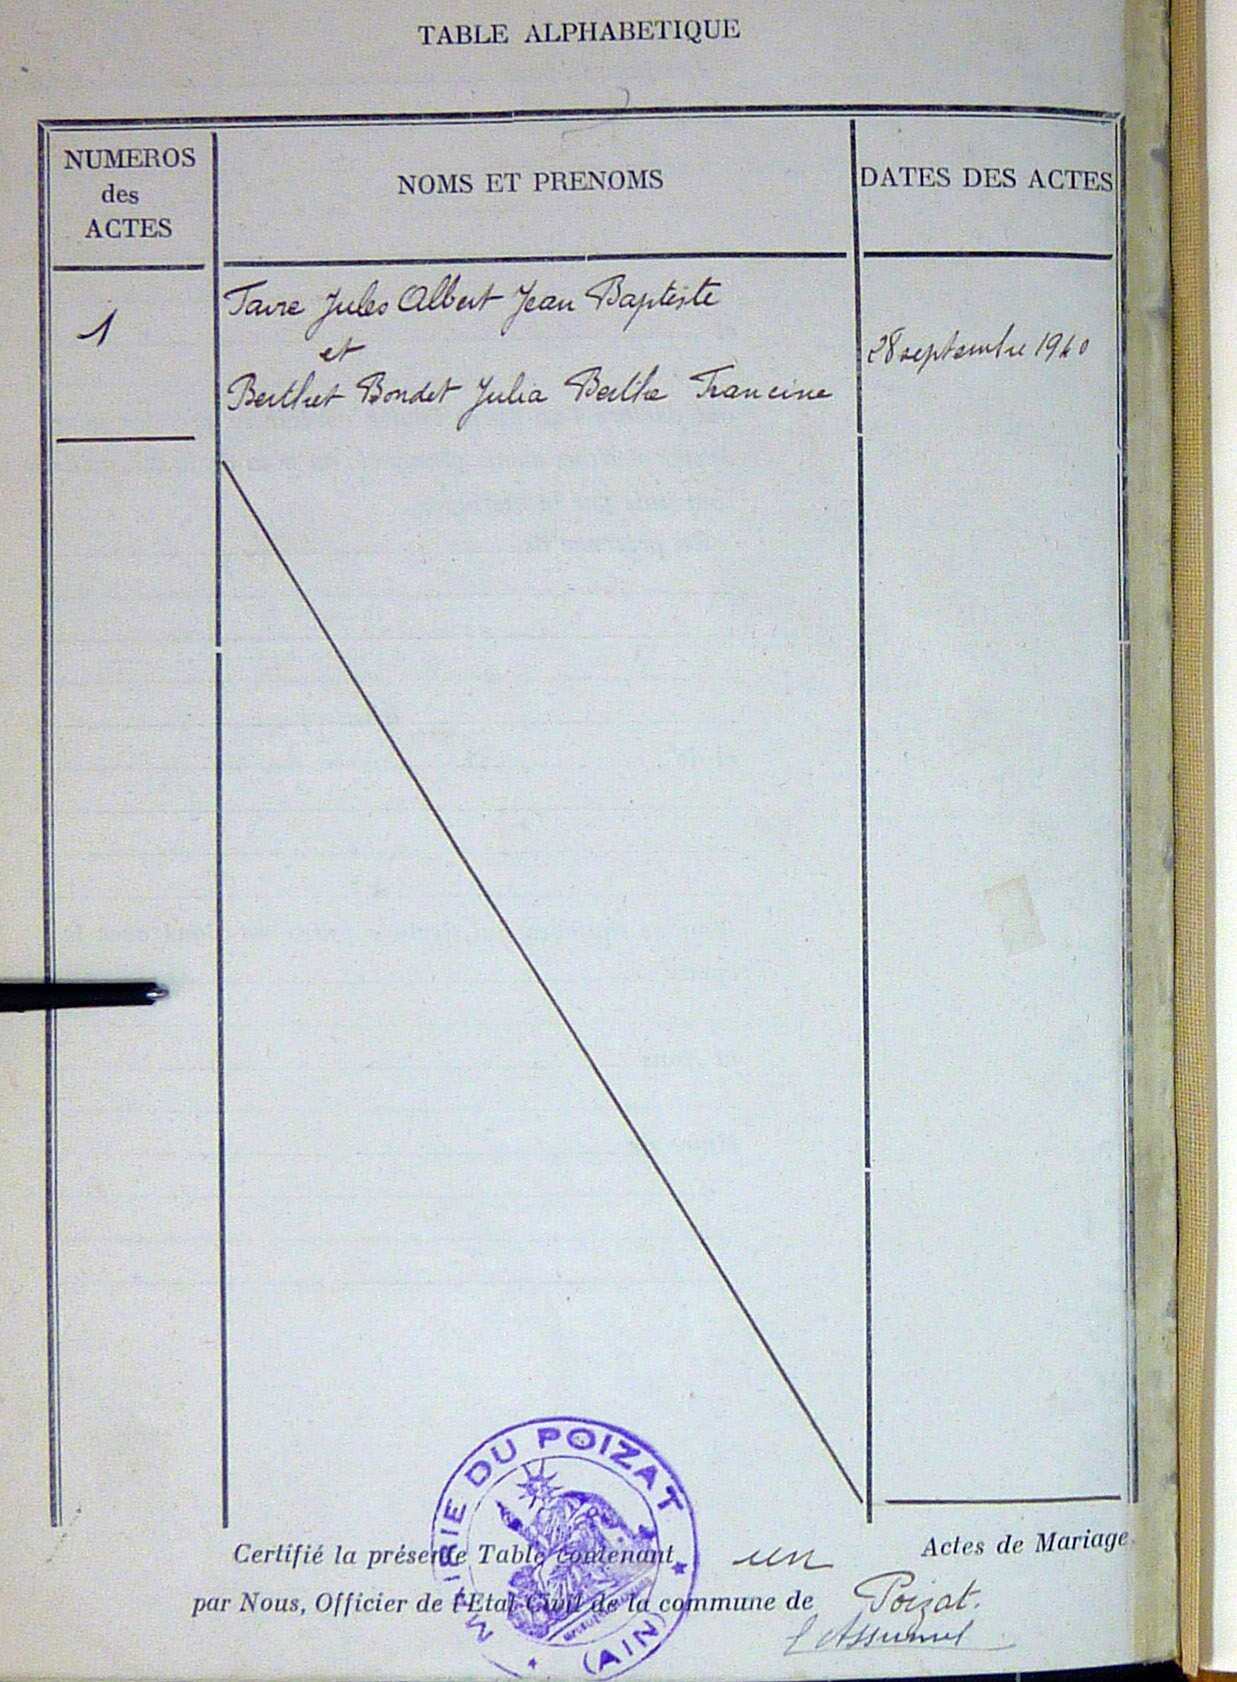 TABLE ALPHABETIQUE
NUMEROS
des
ACTES
NOMS ET PRENOMS
DATES DES ACTES
1
Favre Jules Albert Jean Baptiste
et
Berthet Bondet Julia Berthe Francine
28 septembre 1940
MAIRIE DU POIZAT
(AIN)
Certifié la présente Table contenant un Actes de Mariage
par Nous, Officier de l'Etat-Civil de la commune de Poizat.